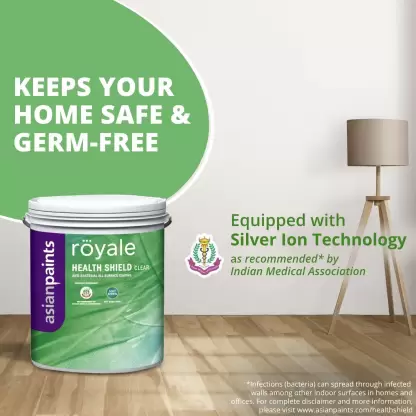 KEEPS YOUR
HOME SAFE &
GERM-FREE
asianpaints
röyale
HEALTH SHIELD CLEAR
Equipped with
Silver Ion Technology
as recommended* by
Indian Medical Association
*Infections (bacteria) can spread through infected
walls among other indoor surfaces in homes and
offices. For complete disclaimer and more information,
please visit www.asianpaints.com/healthshield